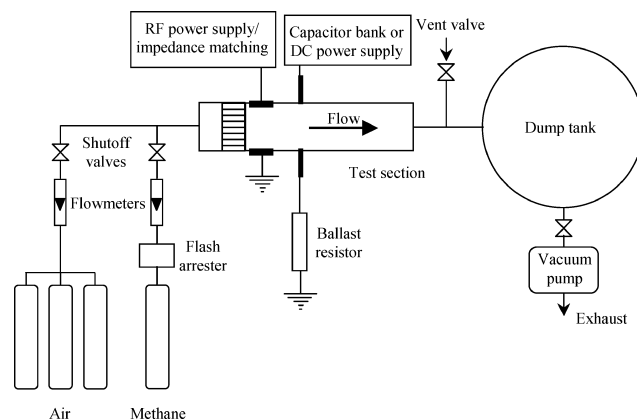 RF power supply/
impedance matching
Capacitor bank or
DC power supply
Vent valve
Flow
Dump tank
Shutoff
valves
Test section
Flowmeters
Ballast
resistor
Flash
arrester
Vacuum
pump
Exhaust
Air
Methane